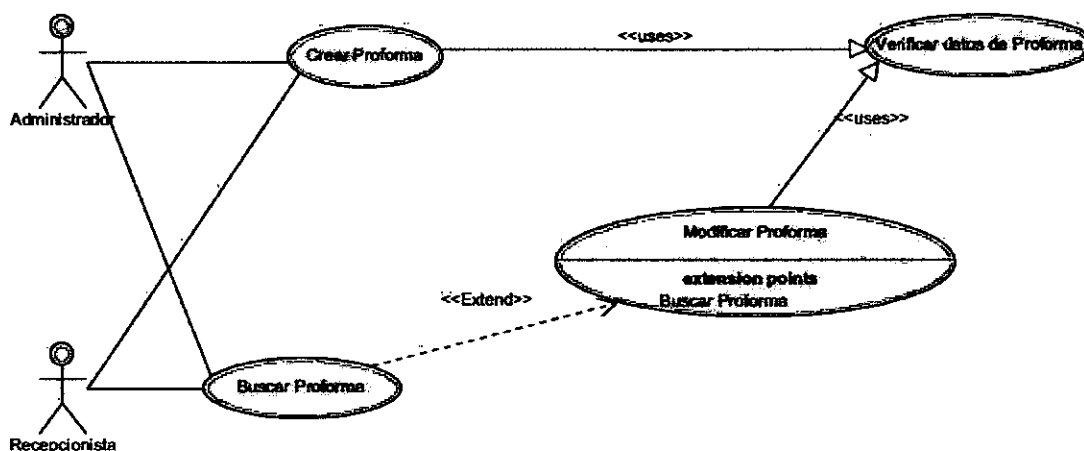 Crear Proforma
<<uses>>
Verificar datos de Proforma
Administrador
<<uses>>
Modificar Proforma
extension points
Buscar Proforma
<<Extend>>
Buscar Proforma
Recepcionista